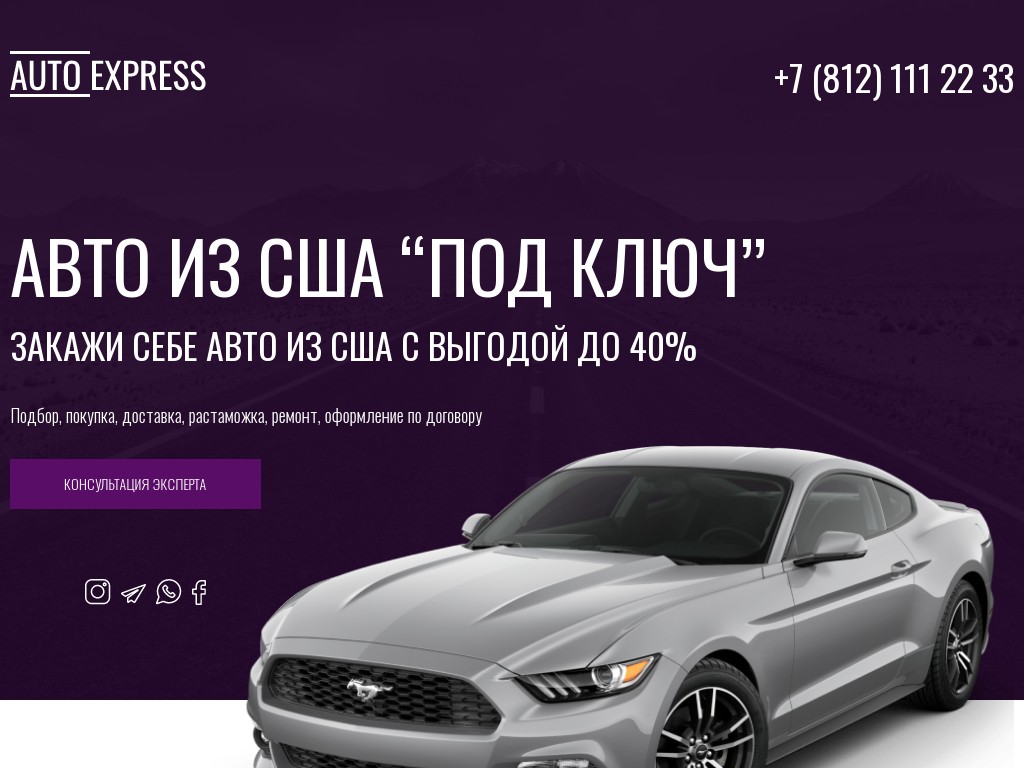 AUTO EXPRESS
+7 (812) 111 22 33
АВТО ИЗ США “ПОД КЛЮЧ”
ЗАКАЖИ СЕБЕ АВТО ИЗ США С ВЫГОДОЙ ДО 40%
Подбор, покупка, доставка, растаможка, ремонт, оформление по договору
КОНСУЛЬТАЦИЯ ЭКСПЕРТА